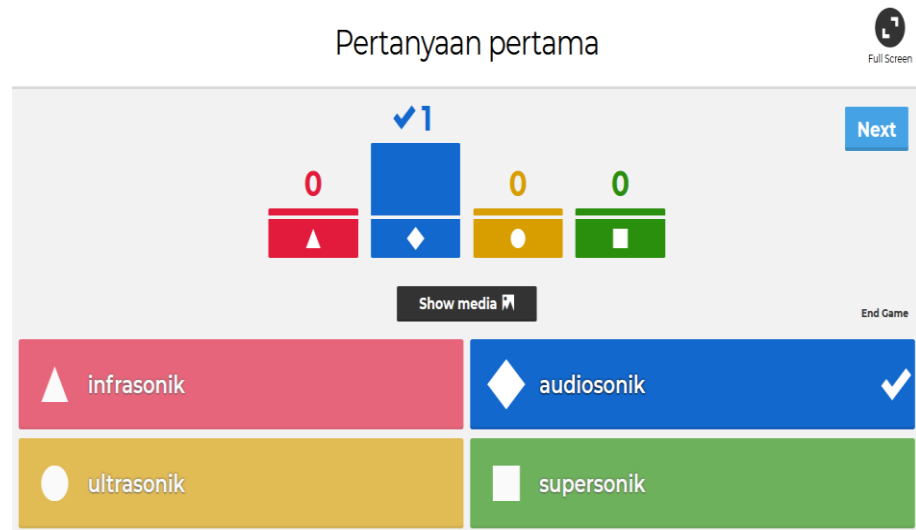 Pertanyaan pertama
Full Screen
1
Next
0
0
0
Show media
End Game
infrasonik
audiosonik
ultrasonik
supersonik